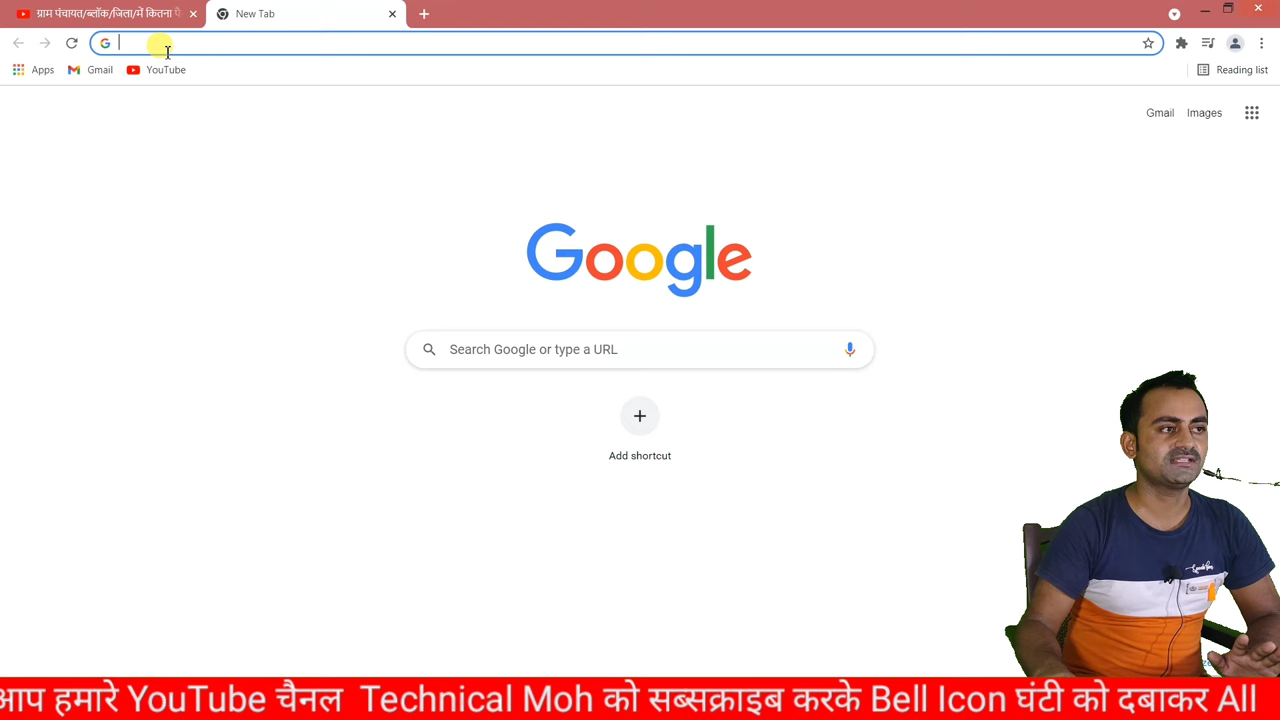 ग्राम पंचायत/ब्लॉक/जिला/में कितना पै
New Tab
Apps
Gmail
YouTube
Reading list
Gmail
Images
Google
Search Google or type a URL
Add shortcut
आप हमारे YouTube चैनल Technical Moh को सब्सक्राइब करके Bell Icon घंटी को दबाकर All